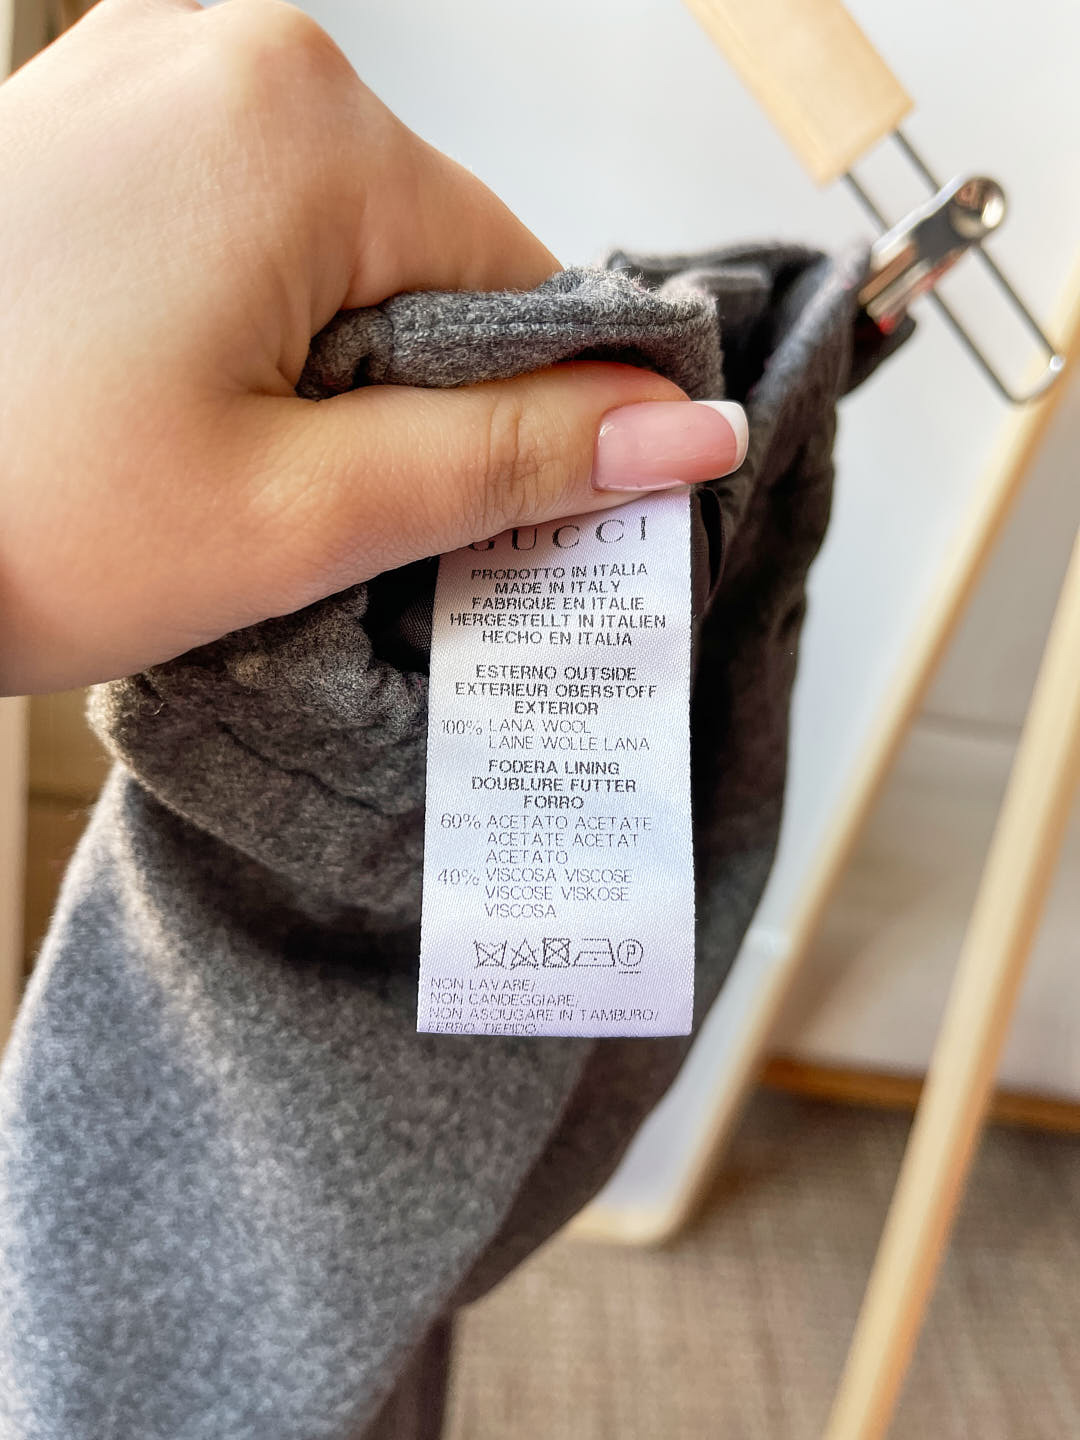 GUCCI
PRODOTTO IN ITALIA
MADE IN ITALY
FABRIQUE EN ITALIE
HERGESTELLT IN ITALIEN
HECHO EN ITALIA
ESTERNO OUTSIDE
EXTERIEUR OBERSTOFF
EXTERIOR
100% LANA WOOL
LAINE WOLLE LANA
FODERA LINING
DOUBLURE FUTTER
FORRO
60% ACETATO ACETATE
ACETATE ACETAT
ACETATO
40% VISCOSA VISCOSE
VISCOSE VISKOSE
VISCOSA
P
NON LAVARE/
NON CANDEGGIARE/
NON ASCIUGARE IN TAMBURO/
FERRO TIEPIDO